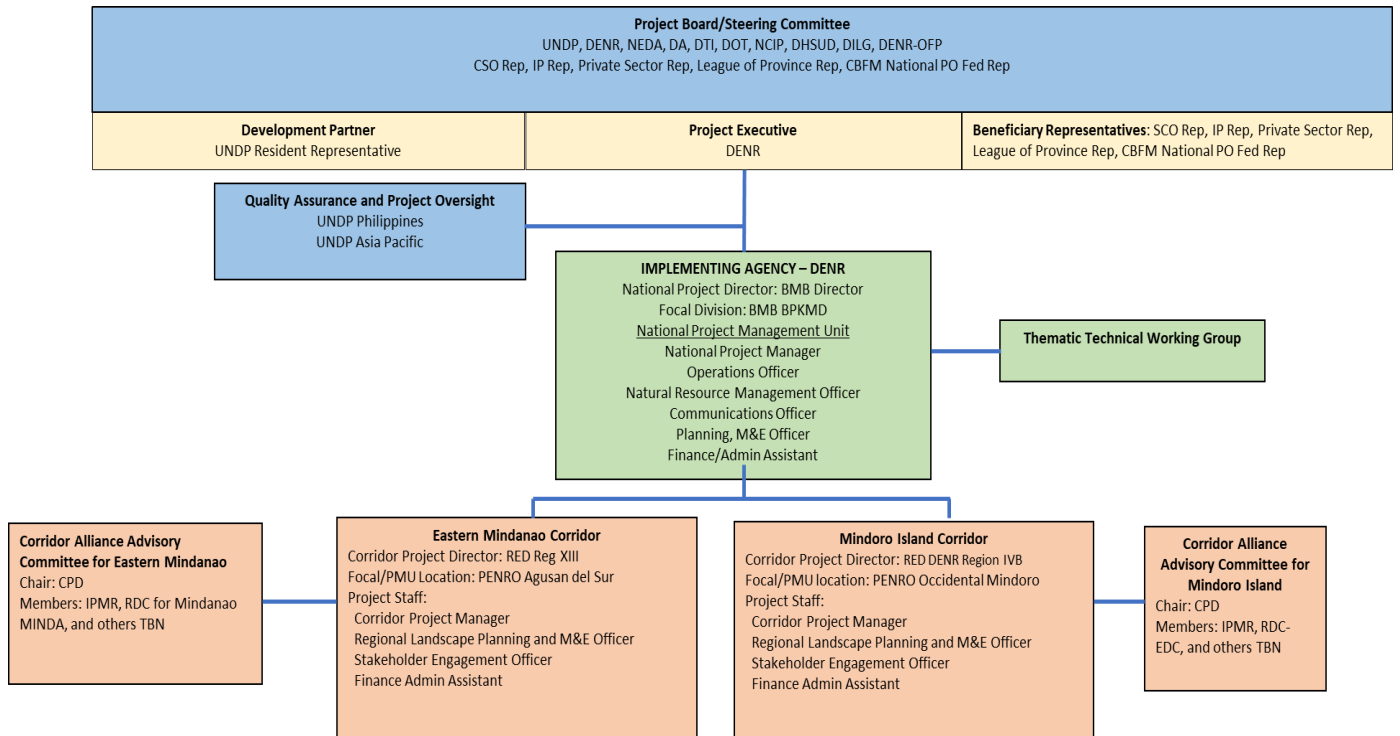 Project Board/Steering Committee
UNDP, DENR, NEDA, DA, DTI, DOT, NCIP, DHSUD, DILG, DENR-OFP
CSO Rep, IP Rep, Private Sector Rep, League of Province Rep, CBFM National PO Fed Rep
Development Partner
UNDP Resident Representative
Project Executive
DENR
Beneficiary Representatives: SCO Rep, IP Rep, Private Sector Rep,
League of Province Rep, CBFM National PO Fed Rep
Quality Assurance and Project Oversight
UNDP Philippines
UNDP Asia Pacific
IMPLEMENTING AGENCY – DENR
National Project Director: BMB Director
Focal Division: BMB BPKMD
National Project Management Unit
National Project Manager
Operations Officer
Natural Resource Management Officer
Communications Officer
Planning, M&E Officer
Finance/Admin Assistant
Thematic Technical Working Group
Corridor Alliance Advisory
Committee for Eastern Mindanao
Chair: CPD
Members: IPMR, RDC for Mindanao
MINDA, and others TBN
Eastern Mindanao Corridor
Corridor Project Director: RED Reg XIII
Focal/PMU Location: PENRO Agusan del Sur
Project Staff:
Corridor Project Manager
Regional Landscape Planning and M&E Officer
Stakeholder Engagement Officer
Finance Admin Assistant
Mindoro Island Corridor
Corridor Project Director: RED DENR Region IVB
Focal/PMU location: PENRO Occidental Mindoro
Project Staff:
Corridor Project Manager
Regional Landscape Planning and M&E Officer
Stakeholder Engagement Officer
Finance Admin Assistant
Corridor Alliance
Advisory Committee for
Mindoro Island
Chair: CPD
Members: IPMR, RDC-
EDC, and others TBN